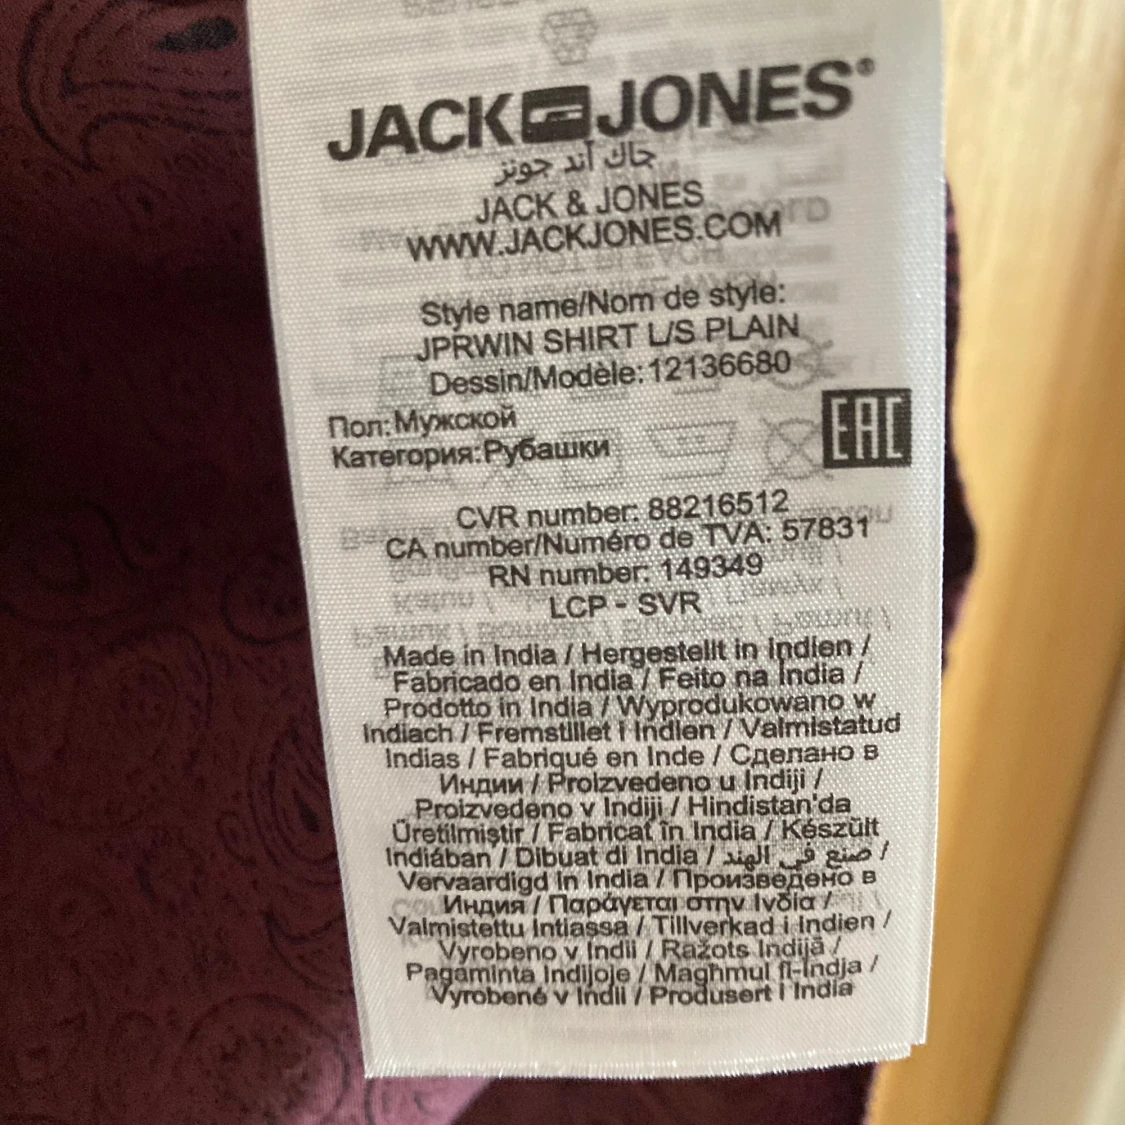 JACK JONES®
جاك آند جونز
JACK & JONES
WWW.JACKJONES.COM
Style name/Nom de style:
JPRWIN SHIRT L/S PLAIN
Dessin/Modèle: 12136680
Пол: Мужской
Категория: Рубашки
EAC
CVR number: 88216512
CA number/Numéro de TVA: 57831
RN number: 149349
LCP - SVR
Made in India / Hergestellt in Indien /
Fabricado en India / Feito na Índia /
Prodotto in India / Wyprodukowano w
Indiach / Fremstillet i Indien / Valmistatud
Indias / Fabriqué en Inde / Сделано в
Индии / Proizvedeno u Indiji /
Proizvedeno v Indiji / Hindistan'da
Üretilmiştir / Fabricat în India / Készült
Indiában / Dibuat di India / صنع في الهند /
Vervaardigd in India / Произведено в
Индия / Παράγεται στην Ινδία /
Valmistettu Intiassa / Tillverkad i Indien /
Vyrobeno v Indii / Ražots Indijā /
Pagaminta Indijoje / Magħmul fl-Indja /
Vyrobené v Indii / Produsert i India